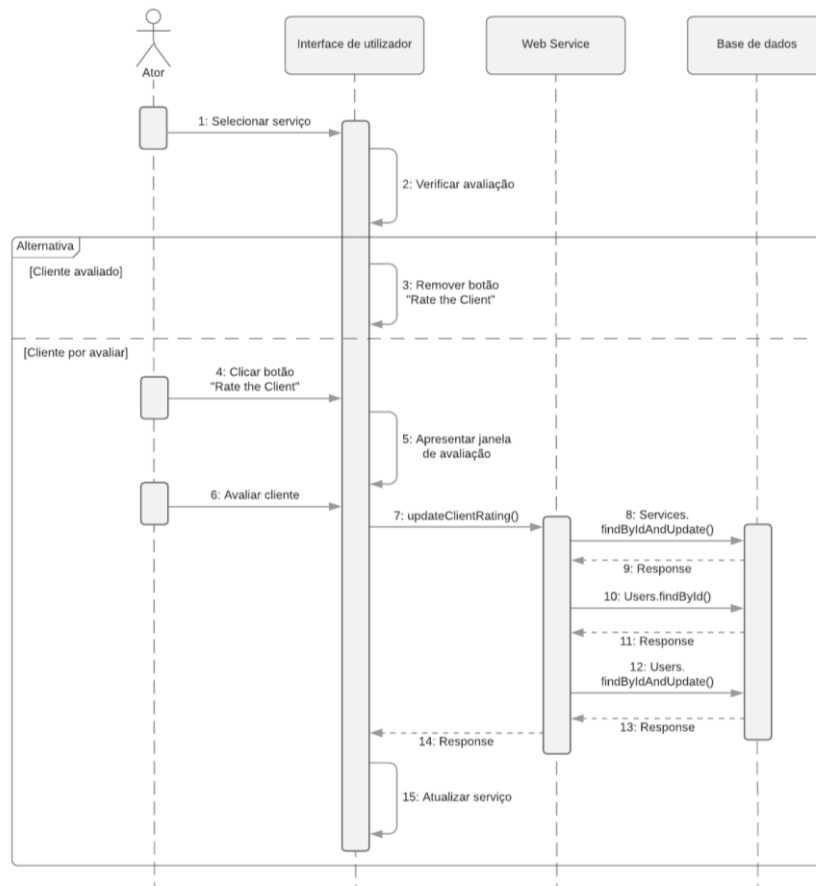 Ator
Interface de utilizador
Web Service
Base de dados
1: Selecionar serviço
2: Verificar avaliação
Alternativa
[Cliente avaliado]
3: Remover botão
"Rate the Client"
[Cliente por avaliar]
4: Clicar botão
"Rate the Client"
5: Apresentar janela
de avaliação
6: Avaliar cliente
7: updateClientRating()
8: Services.
findByIdAndUpdate()
9: Response
10: Users.findById()
11: Response
12: Users.
findByIdAndUpdate()
13: Response
14: Response
15: Atualizar serviço